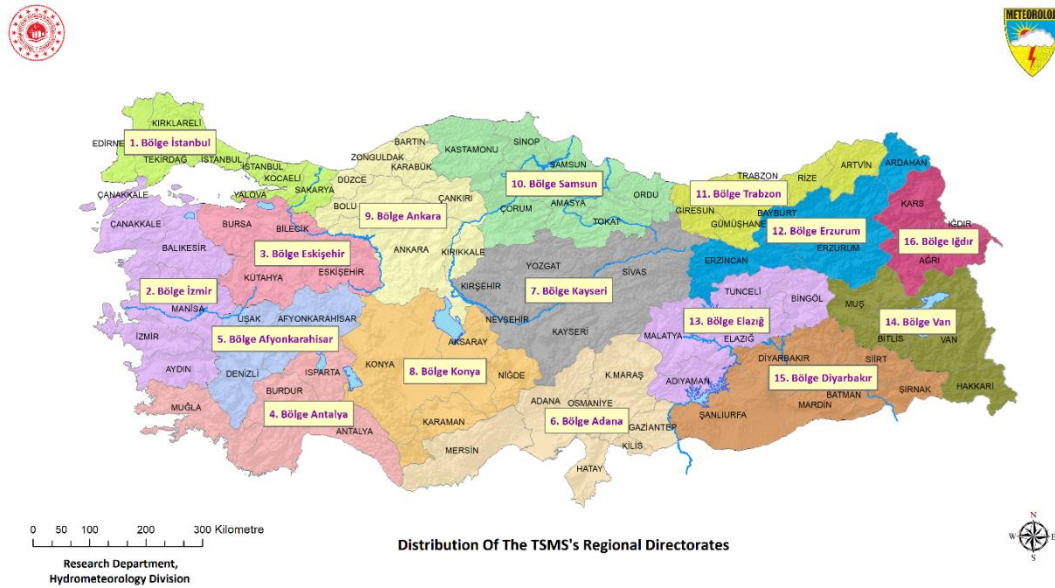 METEOROLOJİ
KIRKLARELİ
EDİRNE
1. Bölge İstanbul
TEKİRDAĞ
İSTANBUL
İSTANBUL
KOCAELİ
YALOVA
SAKARYA
DÜZCE
ZONGULDAK
BARTIN
KARABÜK
KASTAMONU
SİNOP
SAMSUN
10. Bölge Samsun
ORDU
AMASYA
ÇORUM
TOKAT
TRABZON
RİZE
ARTVİN
ARDAHAN
11. Bölge Trabzon
GİRESUN
GÜMÜŞHANE
BAYBURT
12. Bölge Erzurum
ERZURUM
ERZİNCAN
KARS
IĞDIR
16. Bölge Iğdır
AĞRI
ÇANAKKALE
ÇANAKKALE
BALIKESİR
2. Bölge İzmir
MANİSA
İZMİR
AYDIN
BURSA
BİLECİK
3. Bölge Eskişehir
ESKİŞEHİR
KÜTAHYA
BOLU
9. Bölge Ankara
ÇANKIRI
ANKARA
KIRIKKALE
KIRŞEHİR
YOZGAT
SİVAS
7. Bölge Kayseri
NEVŞEHİR
KAYSERİ
UŞAK
AFYONKARAHİSAR
5. Bölge Afyonkarahisar
DENİZLİ
ISPARTA
BURDUR
MUĞLA
4. Bölge Antalya
ANTALYA
AKSARAY
KONYA
8. Bölge Konya
NİĞDE
KARAMAN
MERSİN
ADANA
K.MARAŞ
OSMANİYE
6. Bölge Adana
GAZİANTEP
KİLİS
HATAY
TUNCELİ
BİNGÖL
13. Bölge Elazığ
MALATYA
ELAZIĞ
ADIYAMAN
MUŞ
14. Bölge Van
BİTLİS
VAN
HAKKARİ
DİYARBAKIR
SİİRT
15. Bölge Diyarbakır
BATMAN
ŞIRNAK
MARDİN
ŞANLIURFA
0 50 100 200 300 Kilometre
Research Department,
Hydrometeorology Division
Distribution Of The TSMS's Regional Directorates
N
W E
S